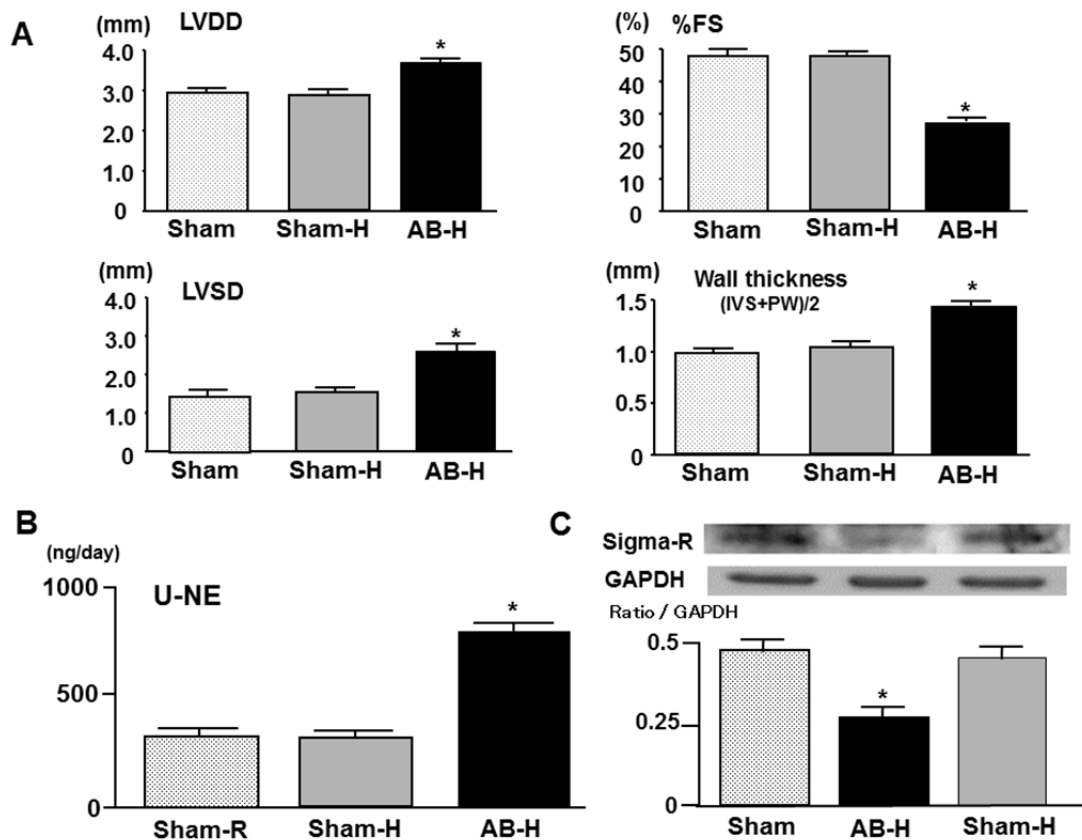 A
(mm) LVDD
4.0
3.0
2.0
1.0
0
*
Sham Sham-H AB-H
(%) %FS
50
40
30
20
10
0
*
Sham Sham-H AB-H
(mm) LVSD
4.0
3.0
2.0
1.0
0
*
Sham Sham-H AB-H
(mm) Wall thickness
(IVS+PW)/2
1.5
1.0
0.5
0
*
Sham Sham-H AB-H
B
(ng/day)
U-NE
1000
500
0
*
Sham-R Sham-H AB-H
C
Sigma-R
GAPDH
Ratio / GAPDH
0.5
0.25
0
*
Sham AB-H Sham-H